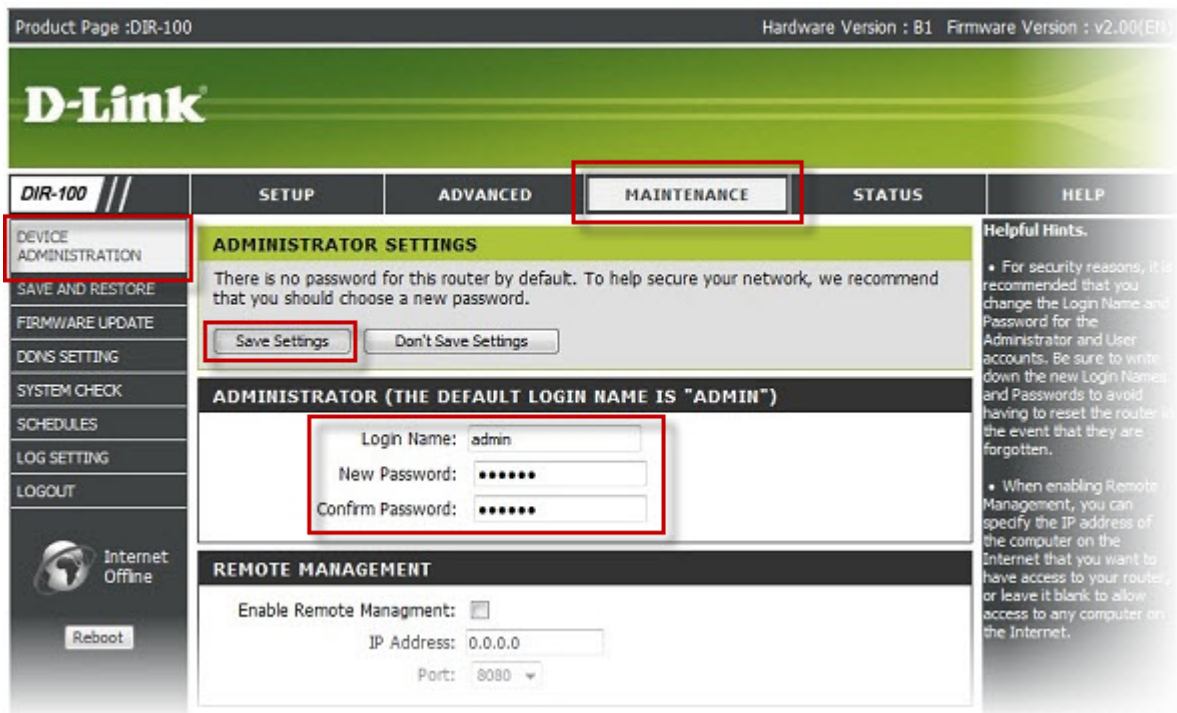 Product Page :DIR-100
Hardware Version : B1 Firmware Version : v2.00(EN)
D-Link
DIR-100
SETUP
ADVANCED
MAINTENANCE
STATUS
HELP
DEVICE
ADMINISTRATION
SAVE AND RESTORE
FIRMWARE UPDATE
DDNS SETTING
SYSTEM CHECK
SCHEDULES
LOG SETTING
LOGOUT
Internet
Offline
Reboot
ADMINISTRATOR SETTINGS
There is no password for this router by default. To help secure your network, we recommend
that you should choose a new password.
Save Settings
Don't Save Settings
ADMINISTRATOR (THE DEFAULT LOGIN NAME IS "ADMIN")
Login Name: admin
New Password: ••••••
Confirm Password: ••••••
REMOTE MANAGEMENT
Enable Remote Managment:
IP Address: 0.0.0.0
Port: 8080
Helpful Hints.
• For security reasons, it is
recommended that you
change the Login Name and
Password for the
Administrator and User
accounts. Be sure to write
down the new Login Names
and Passwords to avoid
having to reset the router in
the event that they are
forgotten.
• When enabling Remote
Management, you can
specify the IP address of
the computer on the
Internet that you want to
have access to your router,
or leave it blank to allow
access to any computer on
the Internet.